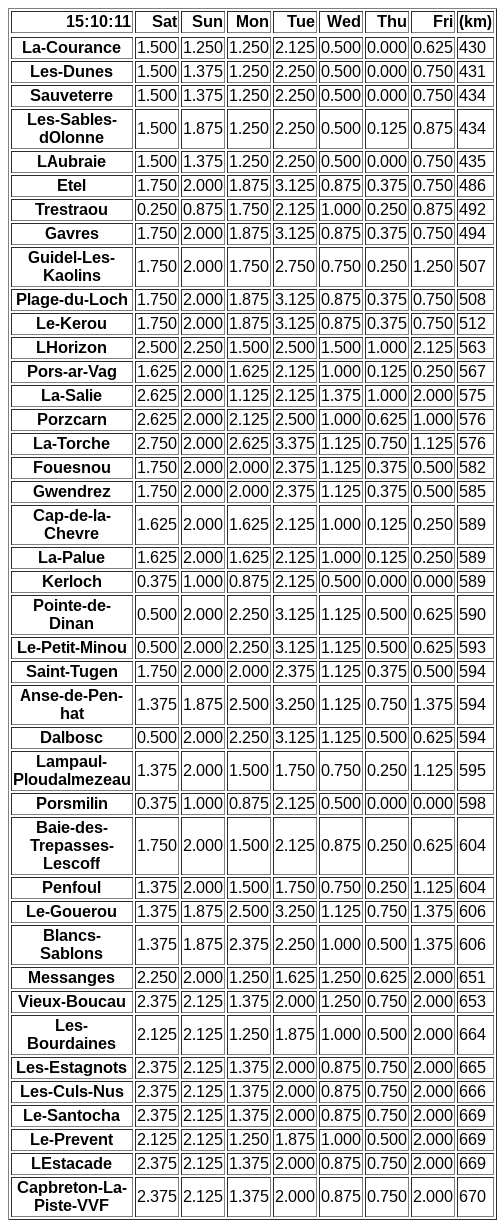 15:10:11 Sat Sun Mon Tue Wed Thu Fri (km)
La-Courance 1.500 1.250 1.250 2.125 0.500 0.000 0.625 430
Les-Dunes 1.500 1.375 1.250 2.250 0.500 0.000 0.750 431
Sauveterre 1.500 1.375 1.250 2.250 0.500 0.000 0.750 434
Les-Sables-
dOlonne 1.500 1.875 1.250 2.250 0.500 0.125 0.875 434
LAubraie 1.500 1.375 1.250 2.250 0.500 0.000 0.750 435
Etel 1.750 2.000 1.875 3.125 0.875 0.375 0.750 486
Trestraou 0.250 0.875 1.750 2.125 1.000 0.250 0.875 492
Gavres 1.750 2.000 1.875 3.125 0.875 0.375 0.750 494
Guidel-Les-
Kaolins 1.750 2.000 1.750 2.750 0.750 0.250 1.250 507
Plage-du-Loch 1.750 2.000 1.875 3.125 0.875 0.375 0.750 508
Le-Kerou 1.750 2.000 1.875 3.125 0.875 0.375 0.750 512
LHorizon 2.500 2.250 1.500 2.500 1.500 1.000 2.125 563
Pors-ar-Vag 1.625 2.000 1.625 2.125 1.000 0.125 0.250 567
La-Salie 2.625 2.000 1.125 2.125 1.375 1.000 2.000 575
Porzcarn 2.625 2.000 2.125 2.500 1.000 0.625 1.000 576
La-Torche 2.750 2.000 2.625 3.375 1.125 0.750 1.125 576
Fouesnou 1.750 2.000 2.000 2.375 1.125 0.375 0.500 582
Gwendrez 1.750 2.000 2.000 2.375 1.125 0.375 0.500 585
Cap-de-la-
Chevre 1.625 2.000 1.625 2.125 1.000 0.125 0.250 589
La-Palue 1.625 2.000 1.625 2.125 1.000 0.125 0.250 589
Kerloch 0.375 1.000 0.875 2.125 0.500 0.000 0.000 589
Pointe-de-
Dinan 0.500 2.000 2.250 3.125 1.125 0.500 0.625 590
Le-Petit-Minou 0.500 2.000 2.250 3.125 1.125 0.500 0.625 593
Saint-Tugen 1.750 2.000 2.000 2.375 1.125 0.375 0.500 594
Anse-de-Pen-
hat 1.375 1.875 2.500 3.250 1.125 0.750 1.375 594
Dalbosc 0.500 2.000 2.250 3.125 1.125 0.500 0.625 594
Lampaul-
Ploudalmezeau 1.375 2.000 1.500 1.750 0.750 0.250 1.125 595
Porsmilin 0.375 1.000 0.875 2.125 0.500 0.000 0.000 598
Baie-des-
Trepasses-
Lescoff 1.750 2.000 1.500 2.125 0.875 0.250 0.625 604
Penfoul 1.375 2.000 1.500 1.750 0.750 0.250 1.125 604
Le-Gouerou 1.375 1.875 2.500 3.250 1.125 0.750 1.375 606
Blancs-
Sablons 1.375 1.875 2.375 2.250 1.000 0.500 1.375 606
Messanges 2.250 2.000 1.250 1.625 1.250 0.625 2.000 651
Vieux-Boucau 2.375 2.125 1.375 2.000 1.250 0.750 2.000 653
Les-
Bourdaines 2.125 2.125 1.250 1.875 1.000 0.500 2.000 664
Les-Estagnots 2.375 2.125 1.375 2.000 0.875 0.750 2.000 665
Les-Culs-Nus 2.375 2.125 1.375 2.000 0.875 0.750 2.000 666
Le-Santocha 2.375 2.125 1.375 2.000 0.875 0.750 2.000 669
Le-Prevent 2.125 2.125 1.250 1.875 1.000 0.500 2.000 669
LEstacade 2.375 2.125 1.375 2.000 0.875 0.750 2.000 669
Capbreton-La-
Piste-VVF 2.375 2.125 1.375 2.000 0.875 0.750 2.000 670